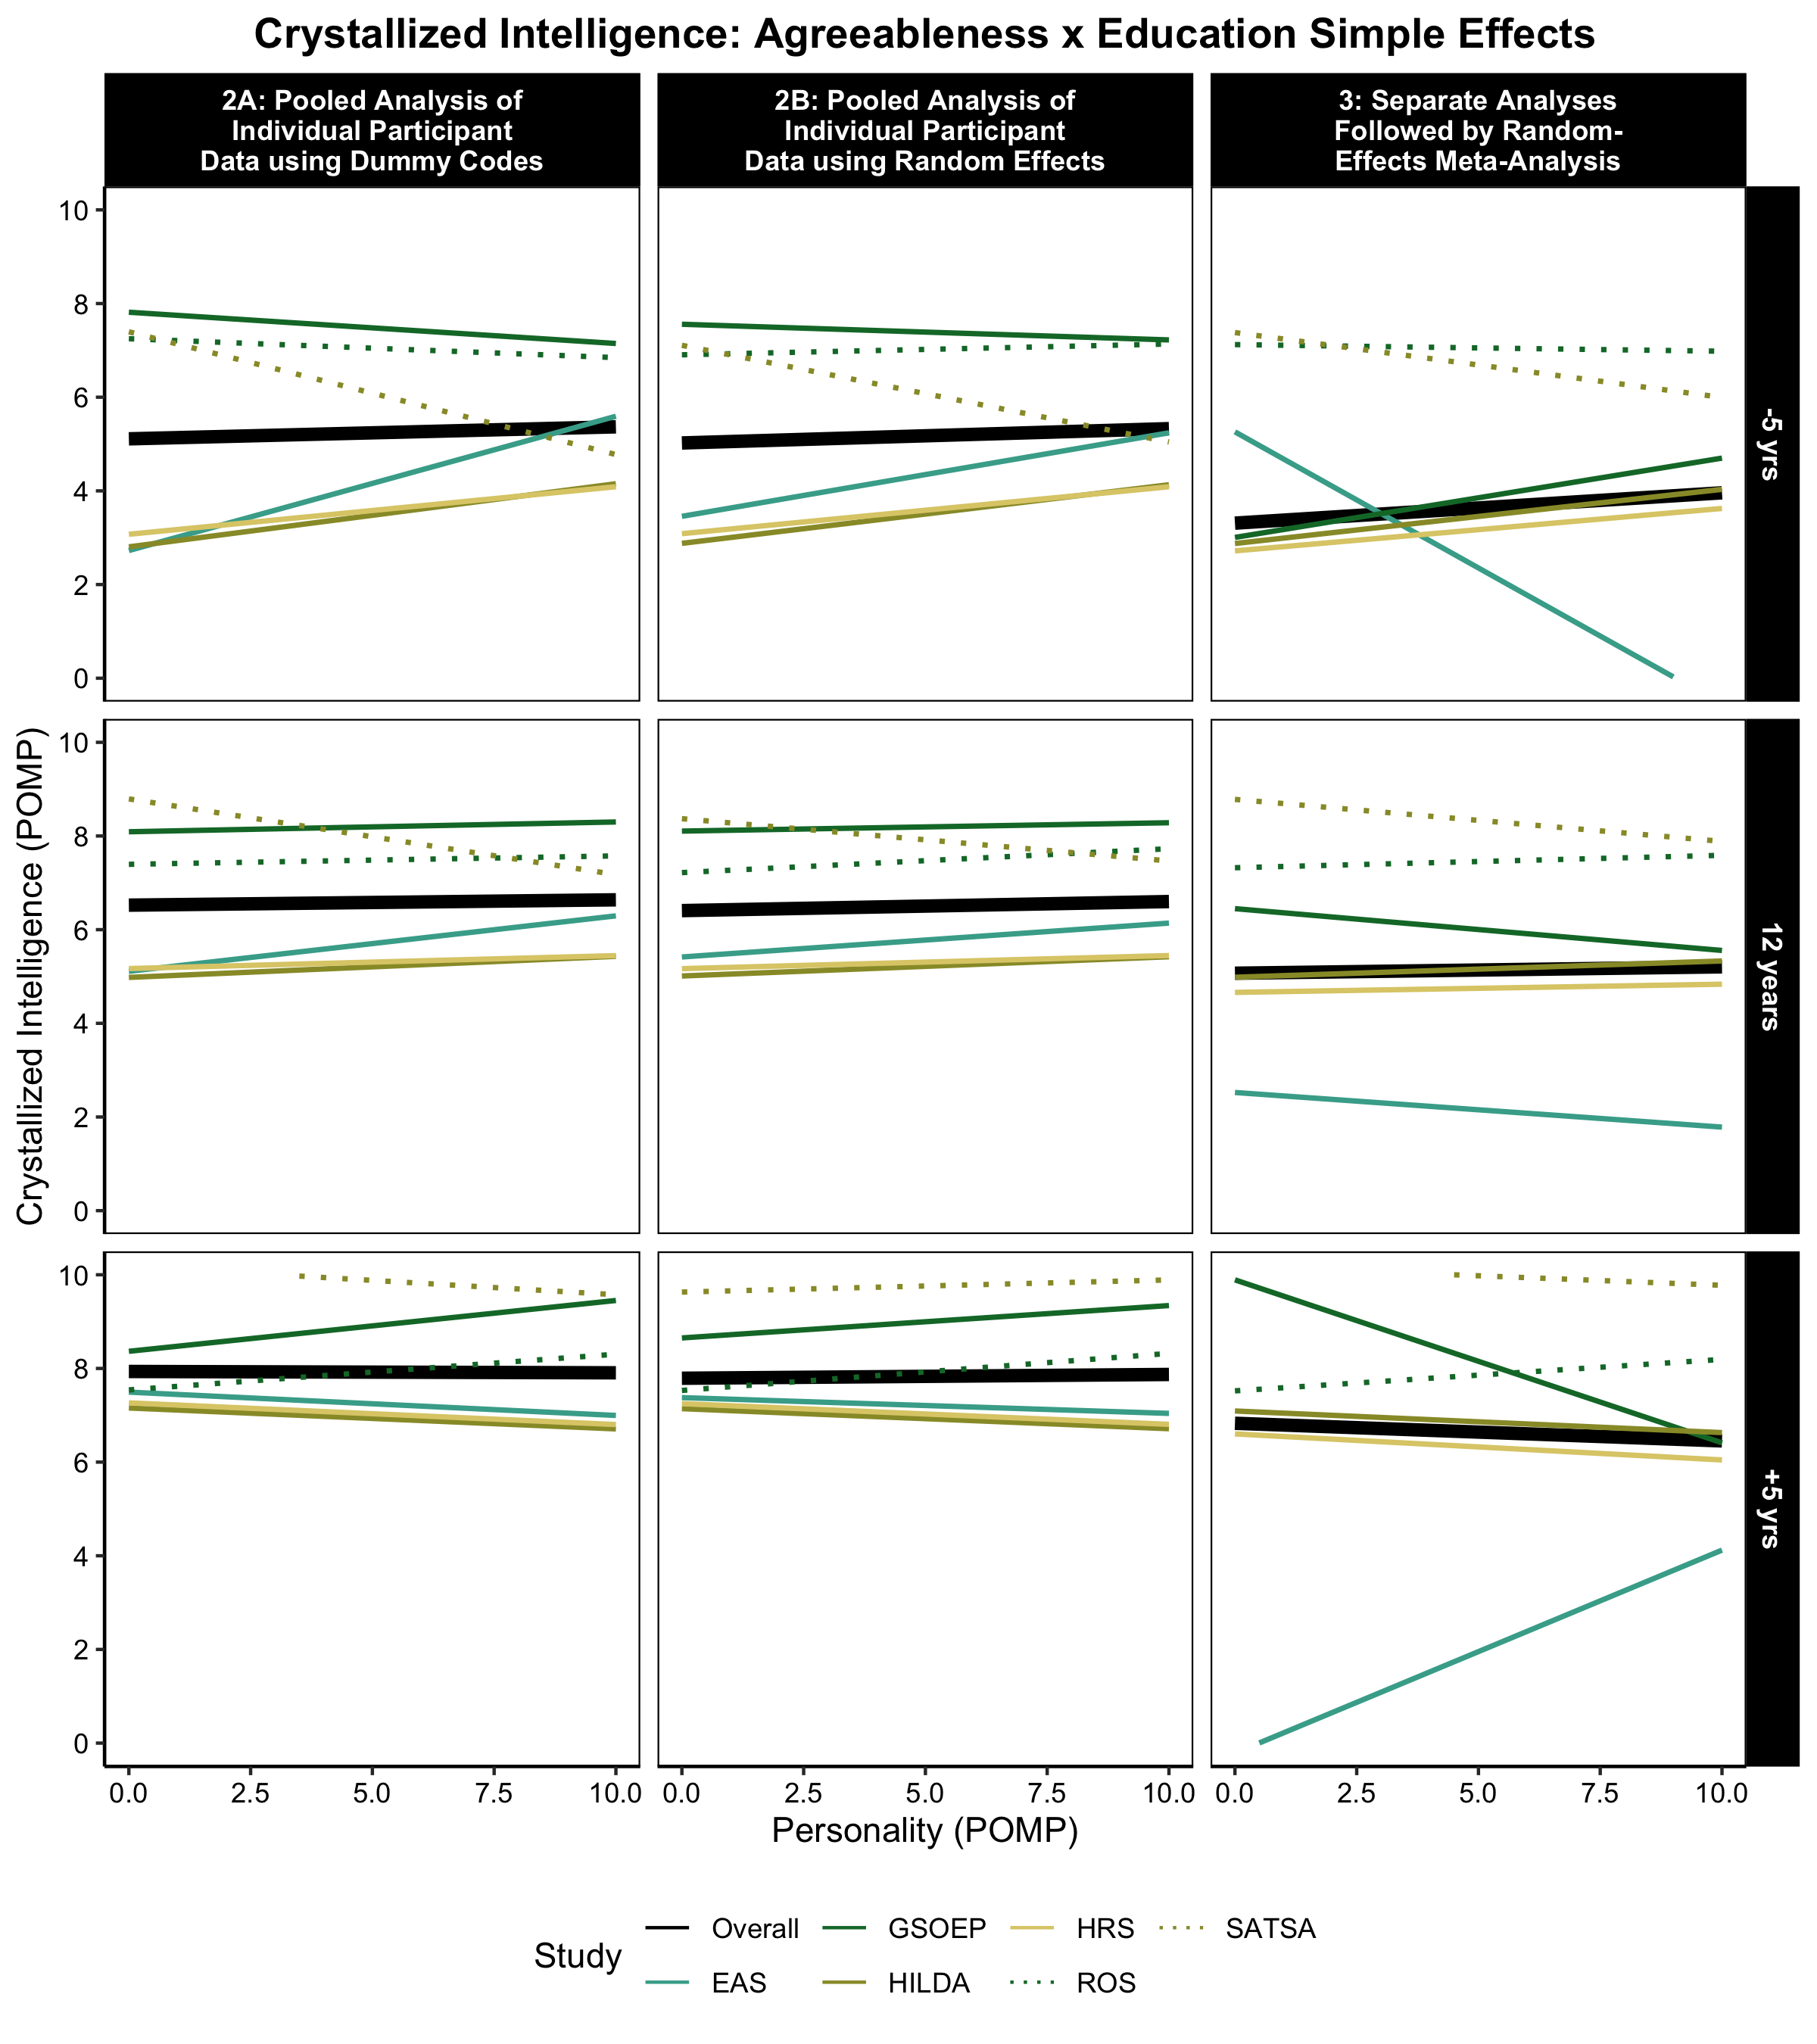 Crystallized Intelligence: Agreeableness x Education Simple Effects
2A: Pooled Analysis of
Individual Participant
Data using Dummy Codes
2B: Pooled Analysis of
Individual Participant
Data using Random Effects
3: Separate Analyses
Followed by Random-
Effects Meta-Analysis
Crystallized Intelligence (POMP)
10
8
6
4
2
0
-5 yrs
10
8
6
4
2
0
12 years
10
8
6
4
2
0
+5 yrs
0.0 2.5 5.0 7.5 10.0
0.0 2.5 5.0 7.5 10.0
0.0 2.5 5.0 7.5 10.0
Personality (POMP)
Study
Overall GSOEP HRS SATSA
EAS HILDA ROS